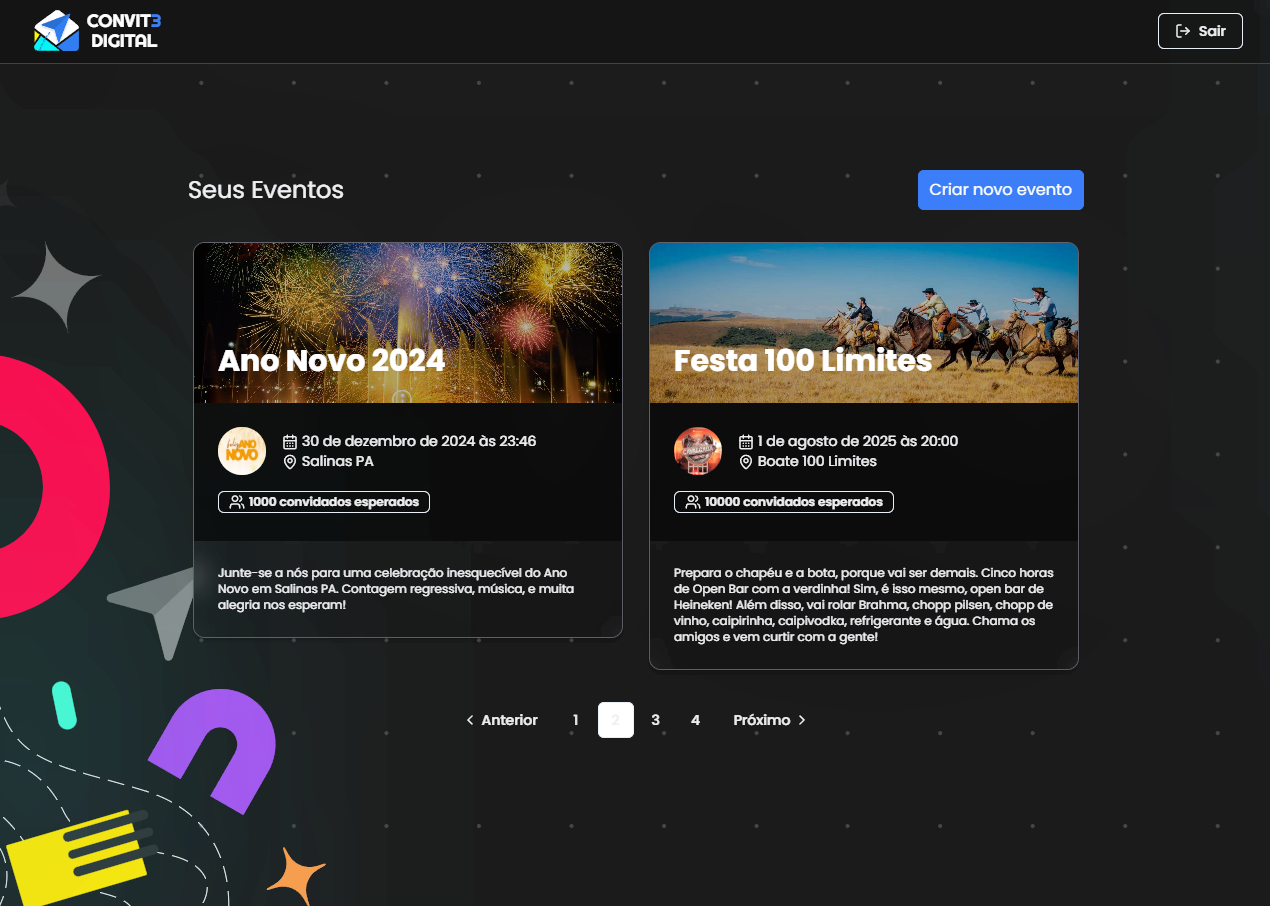 CONVIT3
DIGITAL
Sair
Seus Eventos
Criar novo evento
Ano Novo 2024
30 de dezembro de 2024 às 23:46
Salinas PA
1000 convidados esperados
Junte-se a nós para uma celebração inesquecível do Ano
Novo em Salinas PA. Contagem regressiva, música, e muita
alegria nos esperam!
Festa 100 Limites
1 de agosto de 2025 às 20:00
Boate 100 Limites
10000 convidados esperados
Prepara o chapéu e a bota, porque vai ser demais. Cinco horas
de Open Bar com a verdinha! Sim, é isso mesmo, open bar de
Heineken! Além disso, vai rolar Brahma, chopp pilsen, chopp de
vinho, caipirinha, caipivodka, refrigerante e água. Chama os
amigos e vem curtir com a gente!
Anterior 1 2 3 4 Próximo